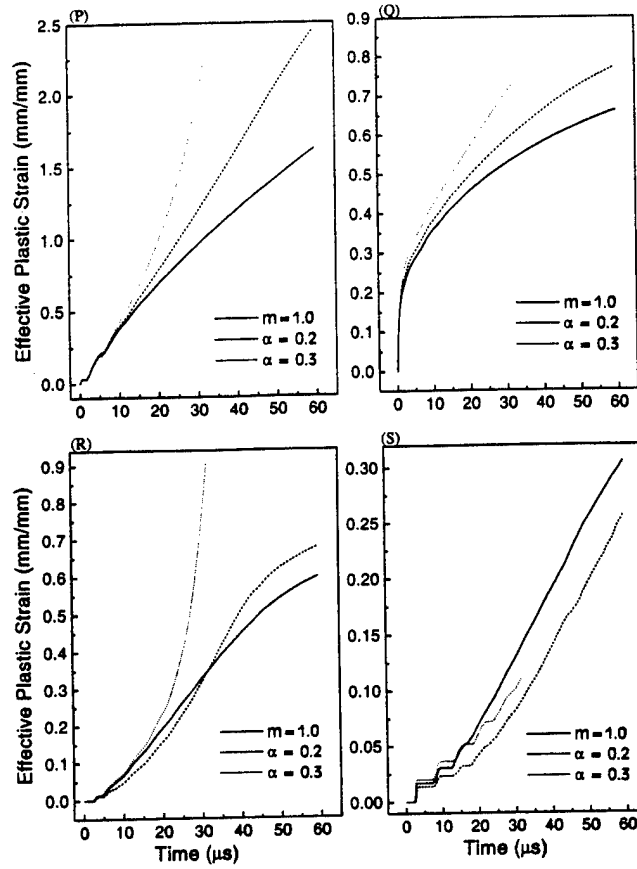 (P)
Effective Plastic Strain (mm/mm)
2.5
2.0
1.5
1.0
0.5
0.0
m = 1.0
α = 0.2
α = 0.3
0 10 20 30 40 50 60
(Q)
0.9
0.8
0.7
0.6
0.5
0.4
0.3
0.2
0.1
0.0
m = 1.0
α = 0.2
α = 0.3
0 10 20 30 40 50 60
(R)
Effective Plastic Strain (mm/mm)
0.9
0.8
0.7
0.6
0.5
0.4
0.3
0.2
0.1
0.0
m = 1.0
α = 0.2
α = 0.3
0 10 20 30 40 50 60
Time (μs)
(S)
0.30
0.25
0.20
0.15
0.10
0.05
0.00
m = 1.0
α = 0.2
α = 0.3
0 10 20 30 40 50 60
Time (μs)